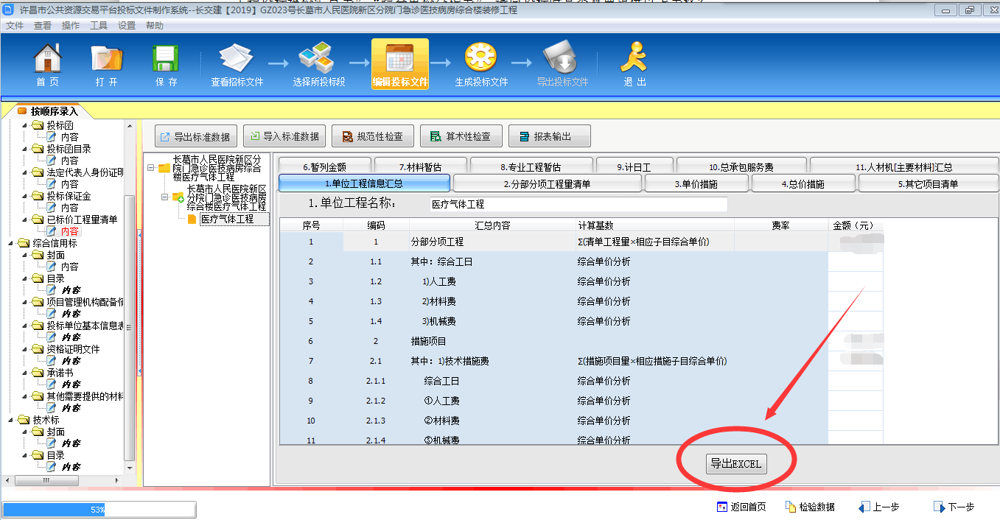 许昌市公共资源交易平台投标文件制作系统--长交建【2019】GZ023号长葛市人民医院新区分院门急诊医技病房综合楼装修工程
文件 查看 操作 工具 设置 帮助
首 页 打 开 保 存 查看招标文件 选择所投标段 编辑投标文件 生成投标文件 导出投标文件 退 出
按顺序录入
投标函
内容
投标函目录
内容
法定代表人身份证明
内容
投标保证金
内容
已标价工程量清单
内容
综合信用标
封面
内容
目录
内容
项目管理机构配备情
内容
投标单位基本信息表
内容
资格证明文件
内容
承诺书
内容
其他需要提供的材料
内容
技术标
封面
内容
目录
内容
导出标准数据 导入标准数据 规范性检查 算术性检查 报表输出
长葛市人民医院新区分
院门急诊医技病房综合
楼医疗气体工程
长葛市人民医院新区
分院门急诊医技病房
综合楼医疗气体工程
医疗气体工程
6.暂列金额 7.材料暂估 8.专业工程暂估 9.计日工 10.总承包服务费 11.人材机[主要材料]汇总
1.单位工程信息汇总 2.分部分项工程量清单 3.单价措施 4.总价措施 5.其它项目清单
1.单位工程名称： 医疗气体工程
序号 编码 汇总内容 计算基数 费率 金额（元）
1 1 分部分项工程 Σ(清单工程量×相应子目综合单价)
2 1.1 其中：综合工日 综合单价分析
3 1.2 1)人工费 综合单价分析
4 1.3 2)材料费 综合单价分析
5 1.4 3)机械费 综合单价分析
6 2 措施项目
7 2.1 其中：1)技术措施费 Σ(措施项目量×相应措施子目综合单价)
8 2.1.1 综合工日 综合单价分析
9 2.1.2 ①人工费 综合单价分析
10 2.1.3 ②材料费 综合单价分析
11 2.1.4 ③机械费 综合单价分析
导出EXCEL
53%
返回首页 检验数据 上一步 下一步